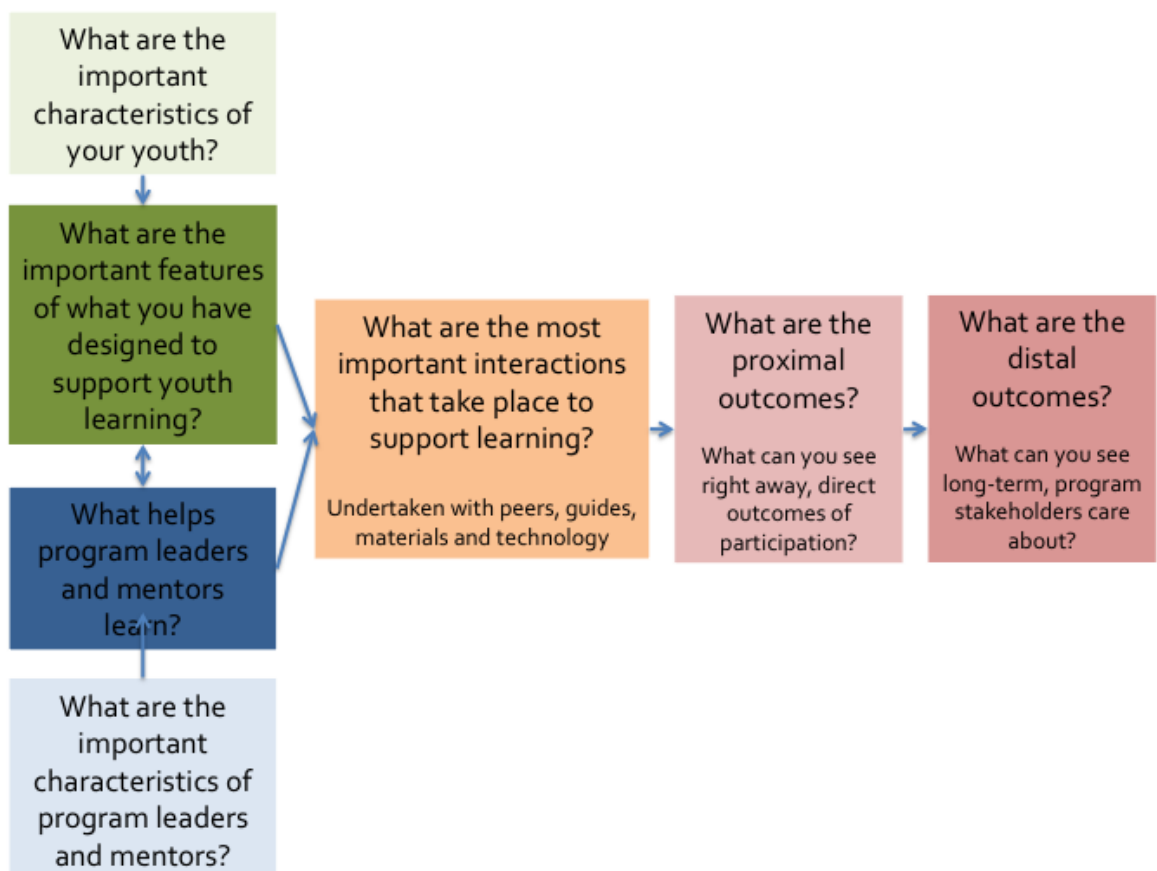 What are the
important
characteristics of
your youth?
What are the
important features
of what you have
designed to
support youth
learning?
What helps
program leaders
and mentors
learn?
What are the
important
characteristics of
program leaders
and mentors?
What are the most
important interactions
that take place to
support learning?
Undertaken with peers, guides,
materials and technology
What are the
proximal
outcomes?
What can you see
right away, direct
outcomes of
participation?
What are the
distal
outcomes?
What can you see
long-term, program
stakeholders care
about?